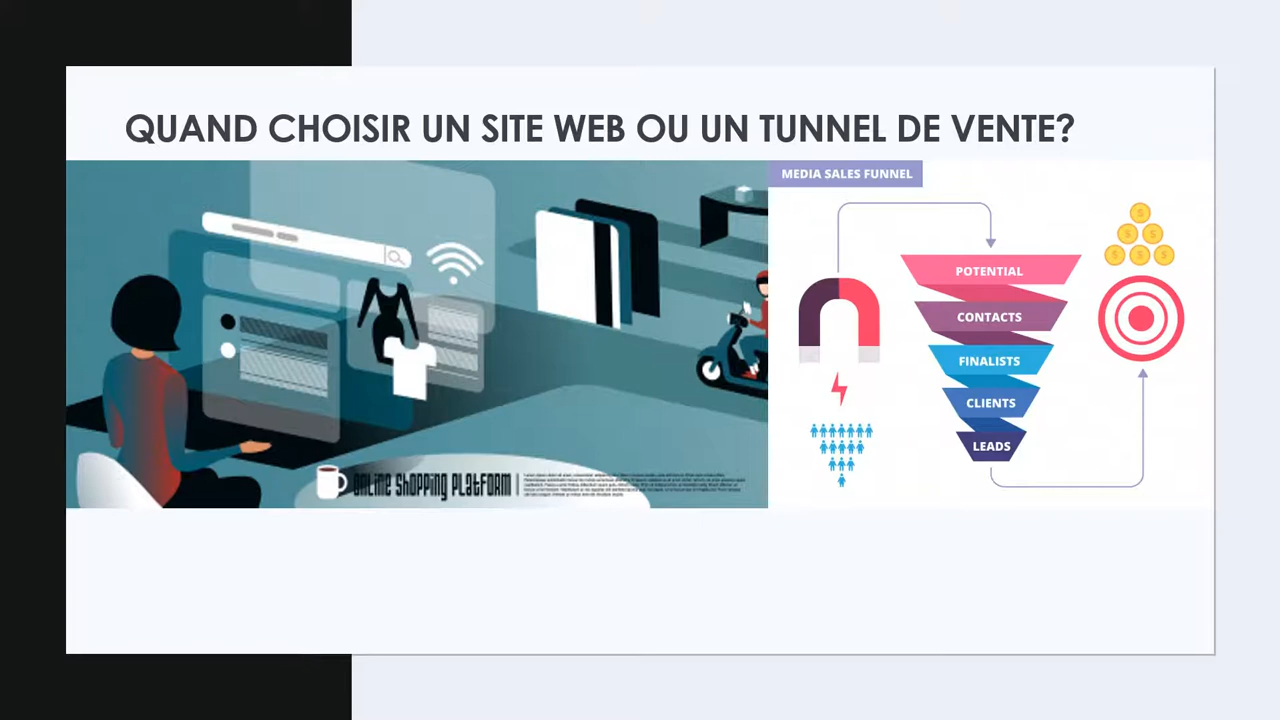 QUAND CHOISIR UN SITE WEB OU UN TUNNEL DE VENTE?
MEDIA SALES FUNNEL
POTENTIAL
CONTACTS
FINALISTS
CLIENTS
LEADS
ONLINE SHOPPING PLATFORM